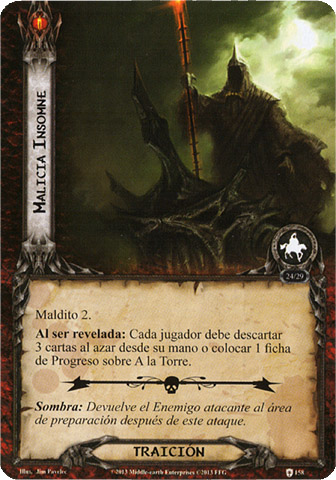 MALICIA INSOMNE
24/29
Maldito 2.
Al ser revelada: Cada jugador debe descartar
3 cartas al azar desde su mano o colocar 1 ficha
de Progreso sobre A la Torre.
Sombra: Devuelve el Enemigo atacante al área
de preparación después de este ataque.
TRAICIÓN
Illus. Jim Pavelec
©2013 Middle-earth Enterprises ©2013 FFG
158